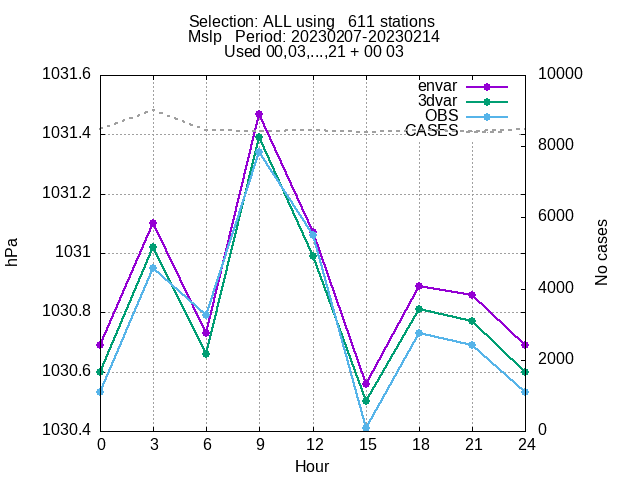 Selection: ALL using   611 stations
Mslp   Period: 20230207-20230214
Used 00,03,...,21 + 00 03
1031.6
1031.4
1031.2
1031
1030.8
1030.6
1030.4
10000
8000
6000
4000
2000
0
envar
3dvar
OBS
CASES
hPa
No cases
0 3 6 9 12 15 18 21 24
Hour